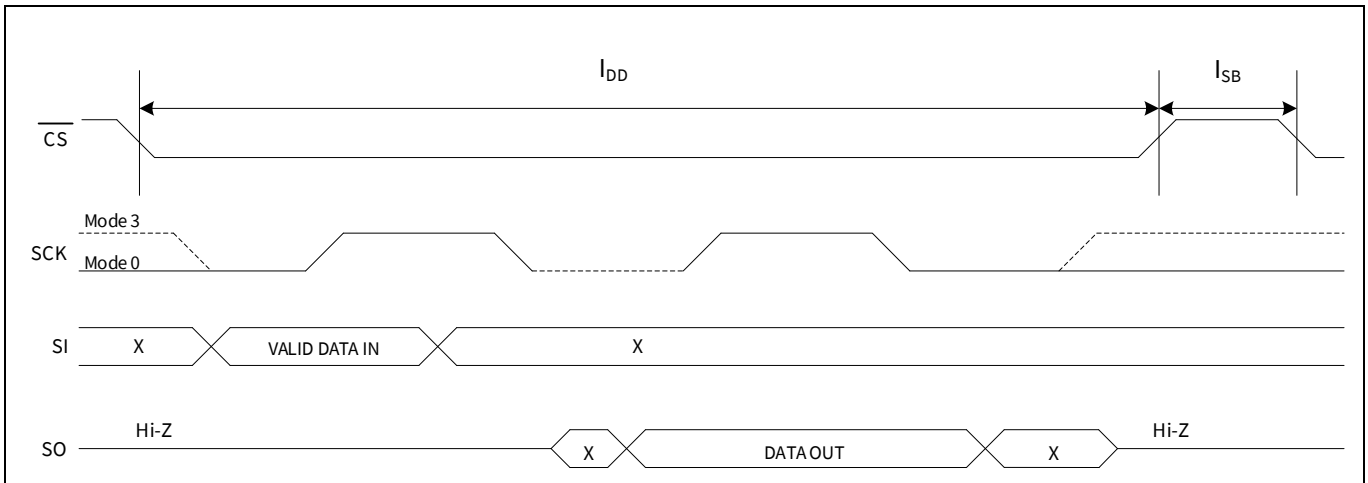 IDD ISB
CS
Mode 3
SCK
Mode 0
SI X VALID DATA IN X
Hi-Z Hi-Z
SO X DATA OUT X